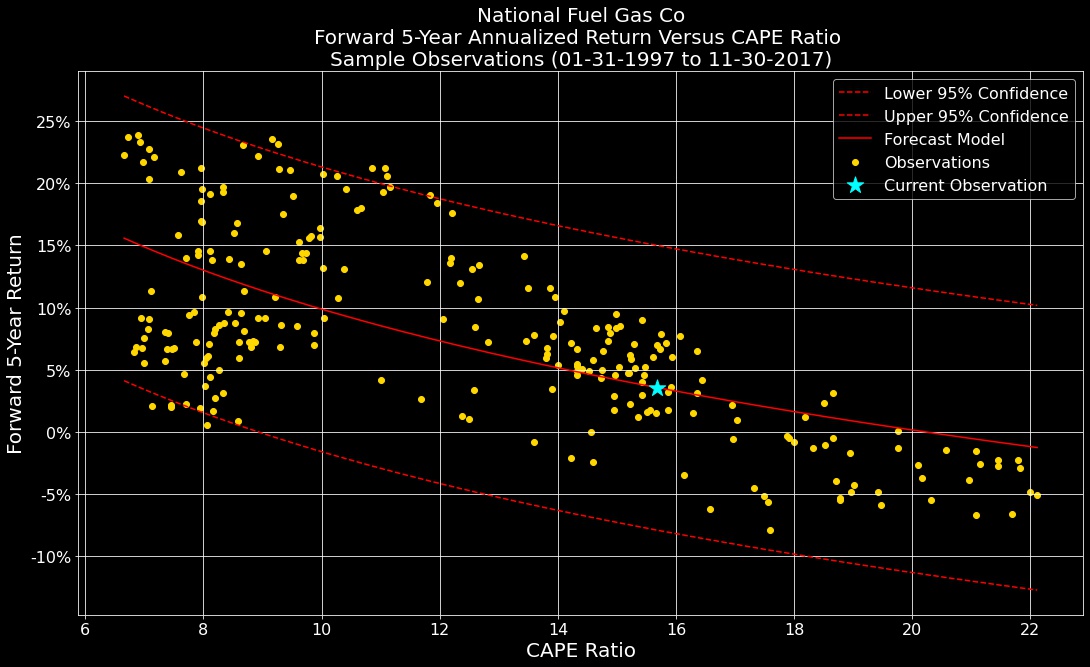 National Fuel Gas Co
Forward 5-Year Annualized Return Versus CAPE Ratio
Sample Observations (01-31-1997 to 11-30-2017)
Lower 95% Confidence
Upper 95% Confidence
Forecast Model
Observations
Current Observation
Forward 5-Year Return
25%
20%
15%
10%
5%
0%
-5%
-10%
6 8 10 12 14 16 18 20 22
CAPE Ratio